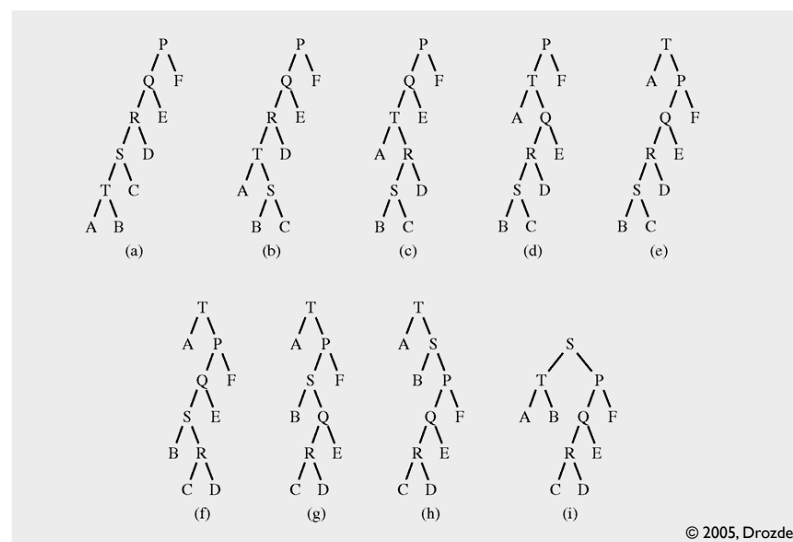 P P P P T
Q F Q F Q F T F A P
R E R E T E A Q Q F
S D T D A R R E R E
T C A S S D S D S D
A B B C B C B C B C
(a) (b) (c) (d) (e)
T T T
A P A P A S S
Q F S F B P T P
S E B Q Q F A B Q F
B R R E R E R E
C D C D C D C D
(f) (g) (h) (i)
© 2005, Drozde